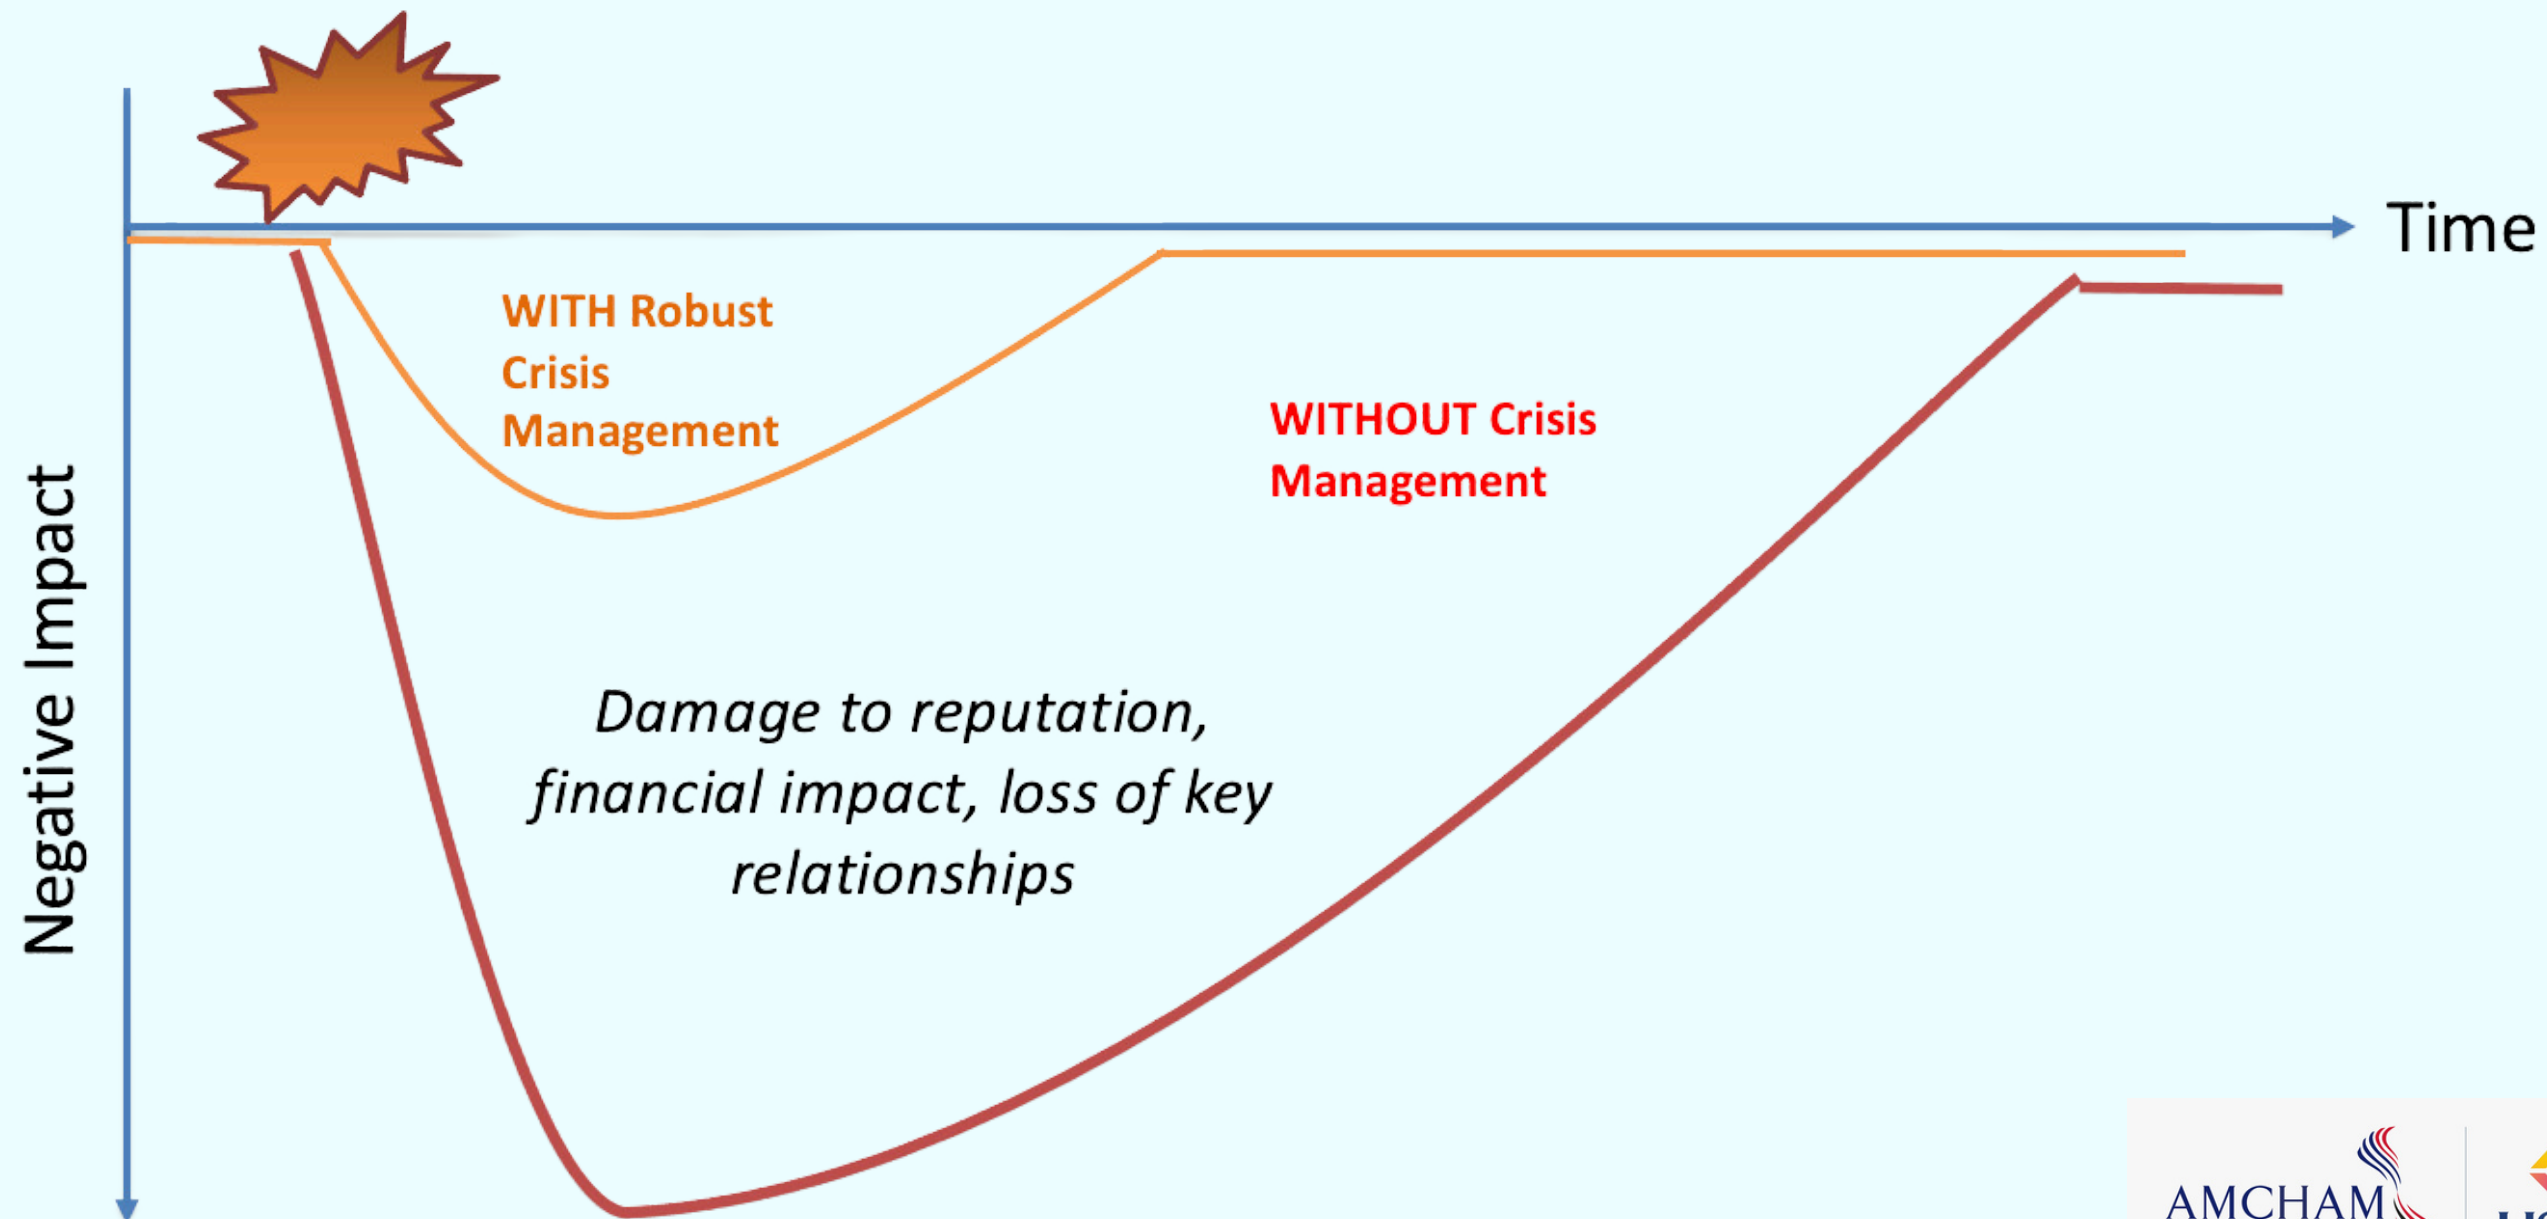 Time
WITH Robust
Crisis
Management
WITHOUT Crisis
Management
Negative Impact
Damage to reputation,
financial impact, loss of key
relationships
AMCHAM